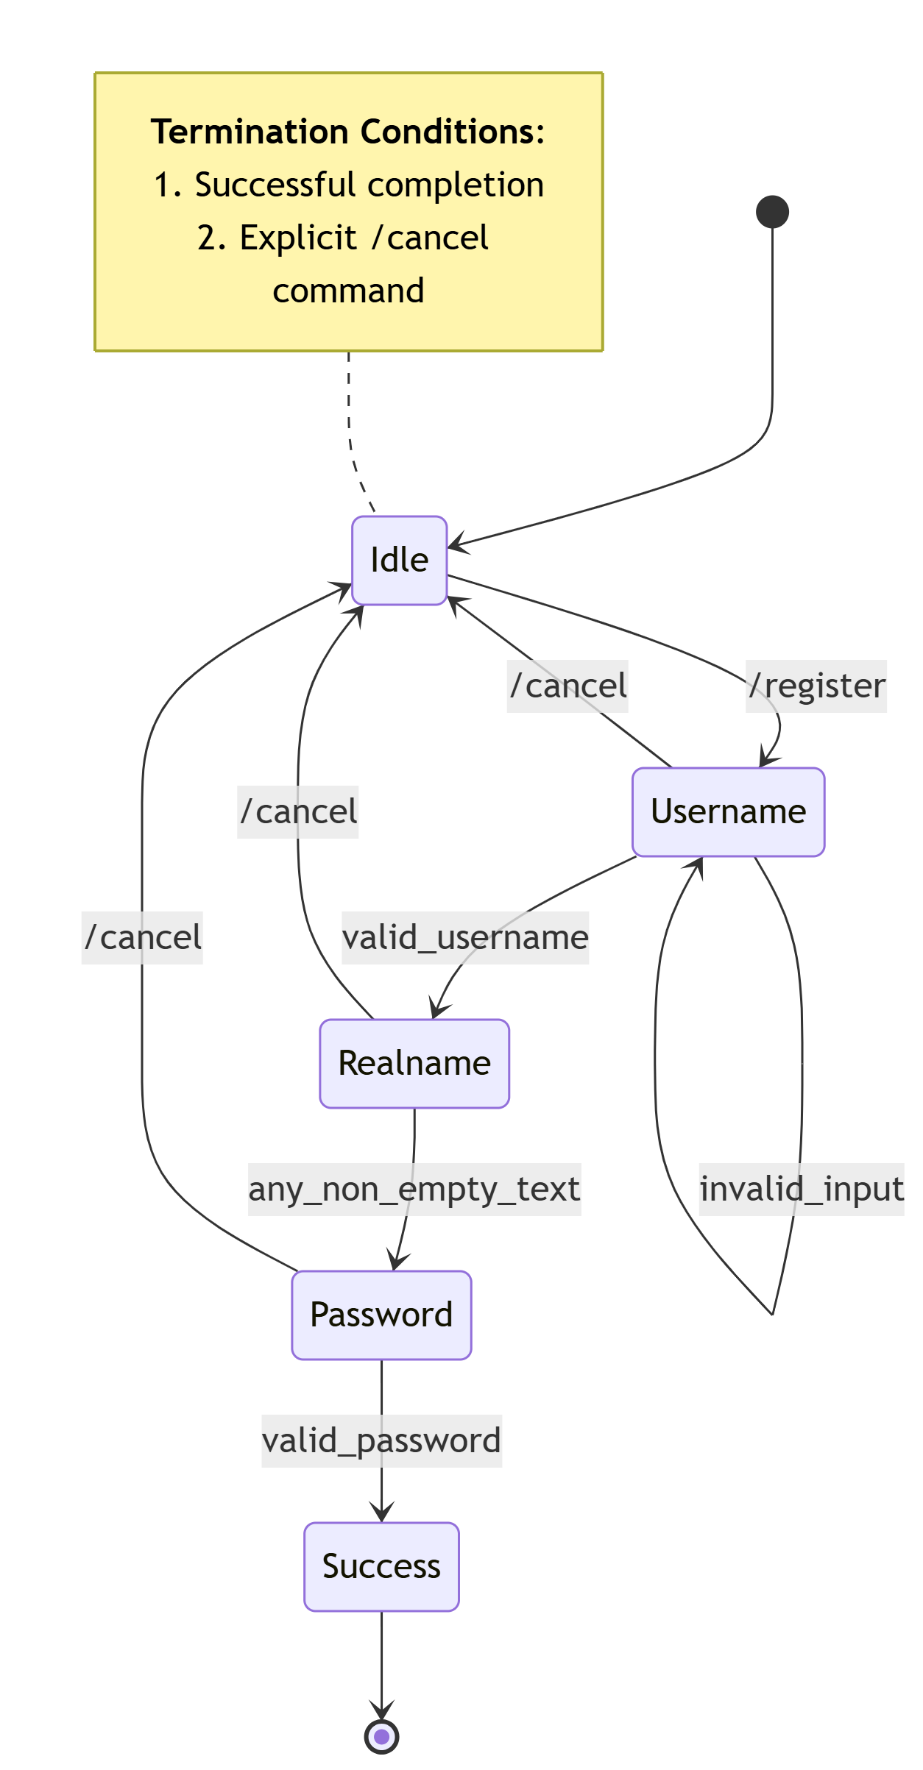 Termination Conditions:
1. Successful completion
2. Explicit /cancel
command
Idle
/cancel
/register
Username
/cancel
/cancel
valid_username
Realname
any_non_empty_text
invalid_input
Password
valid_password
Success